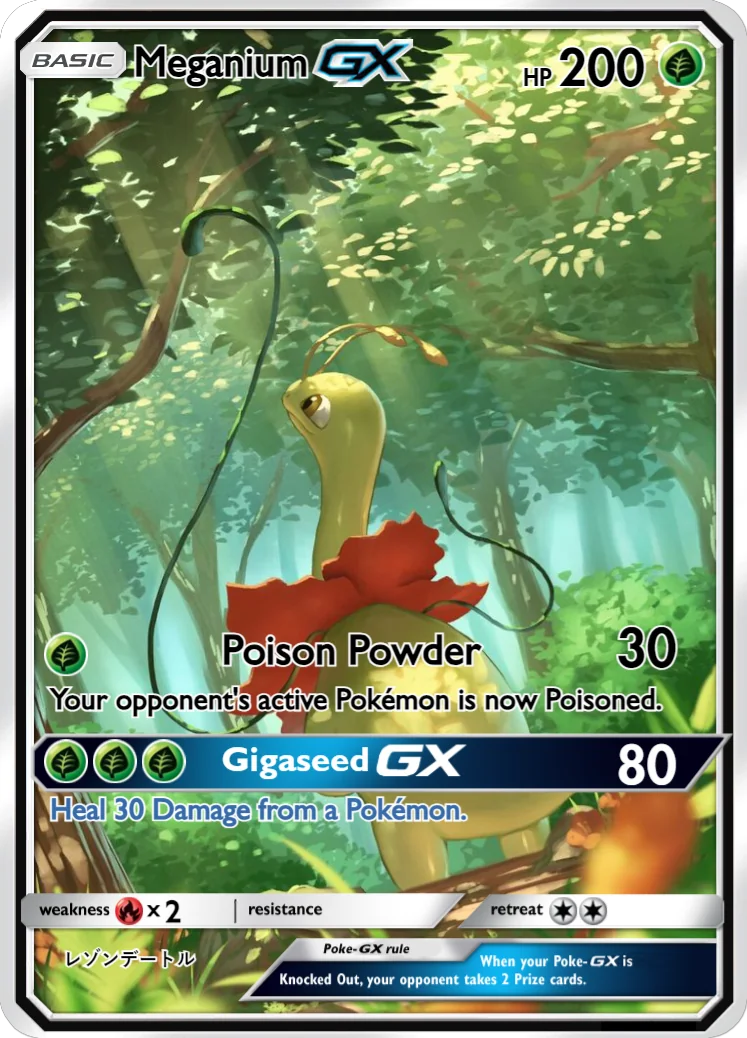 BASIC Meganium GX HP 200
Poison Powder 30
Your opponent's active Pokémon is now Poisoned.
Gigaseed GX 80
Heal 30 Damage from a Pokémon.
weakness x2 resistance retreat
レゾンデートル
Poke-GX rule
When your Poke-GX is
Knocked Out, your opponent takes 2 Prize cards.